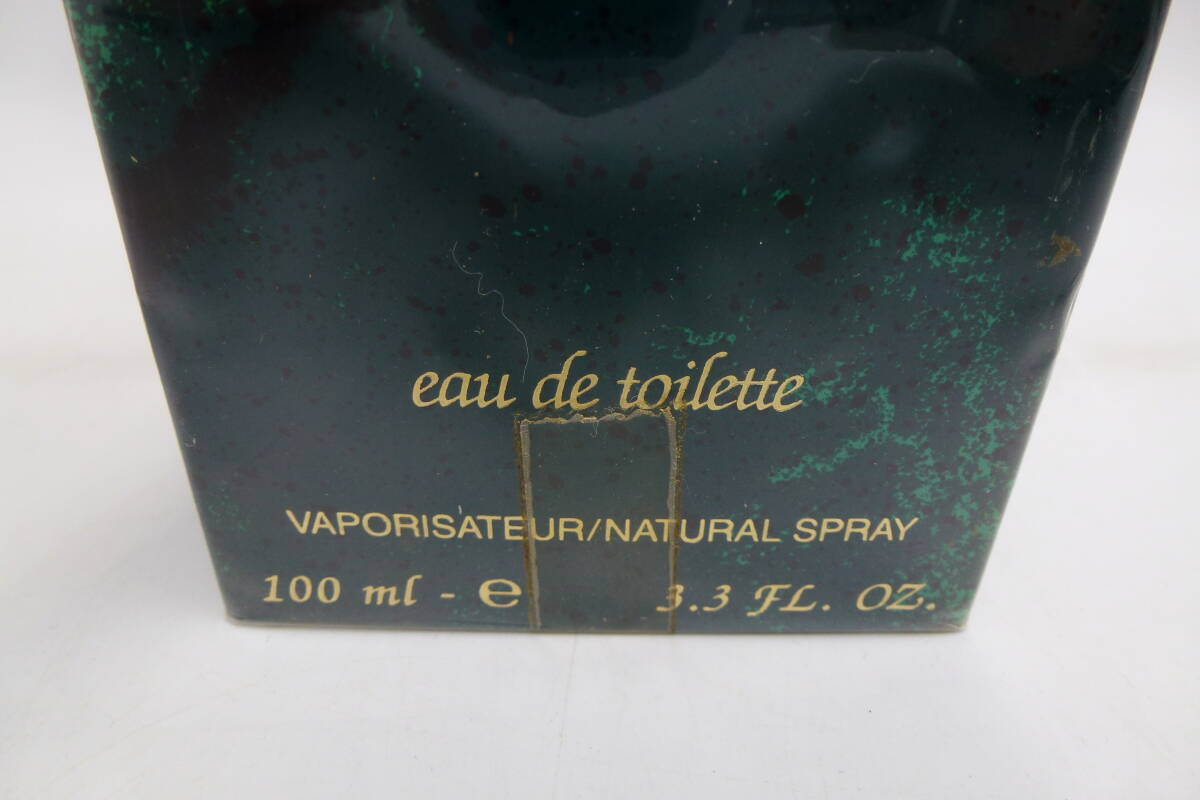 eau de toilette
VAPORISATEUR/NATURAL SPRAY
100 ml - ℮ 3.3 FL. OZ.